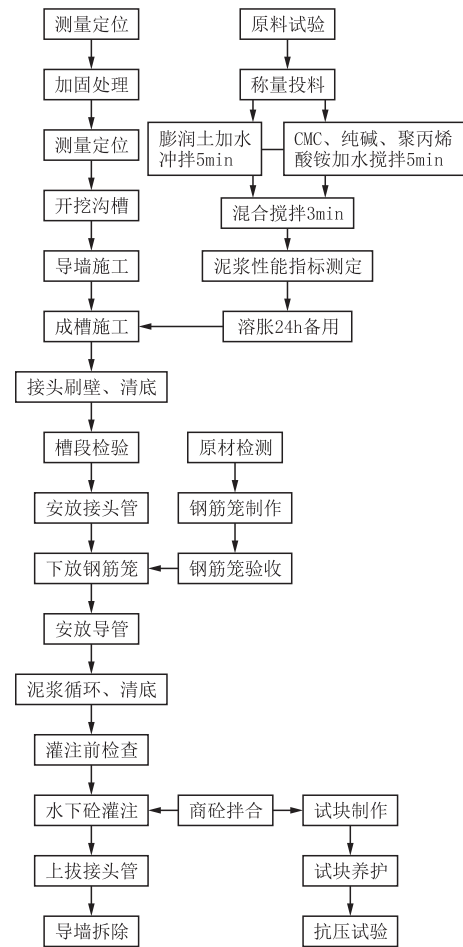 测量定位
原料试验
加固处理
称量投料
测量定位
膨润土加水
冲拌5min
CMC、纯碱、聚丙烯
酸铵加水搅拌5min
开挖沟槽
混合搅拌3min
导墙施工
泥浆性能指标测定
成槽施工
溶胀24h备用
接头刷壁、清底
槽段检验
原材检测
安放接头管
钢筋笼制作
下放钢筋笼
钢筋笼验收
安放导管
泥浆循环、清底
灌注前检查
水下砼灌注
商砼拌合
试块制作
上拔接头管
试块养护
导墙拆除
抗压试验